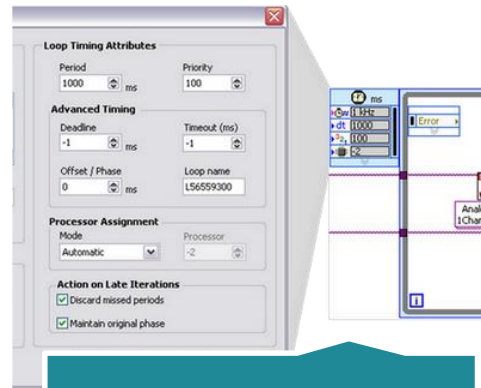 Loop Timing Attributes
Period
Priority
1000
ms
100
Advanced Timing
Deadline
Timeout (ms)
-1
ms
-1
Offset / Phase
Loop name
0
ms
L56559300
Processor Assignment
Mode
Processor
Automatic
-2
Action on Late Iterations
Discard missed periods
Maintain original phase
ms
1 kHz
dt 1000
321 100
-2
Error
i